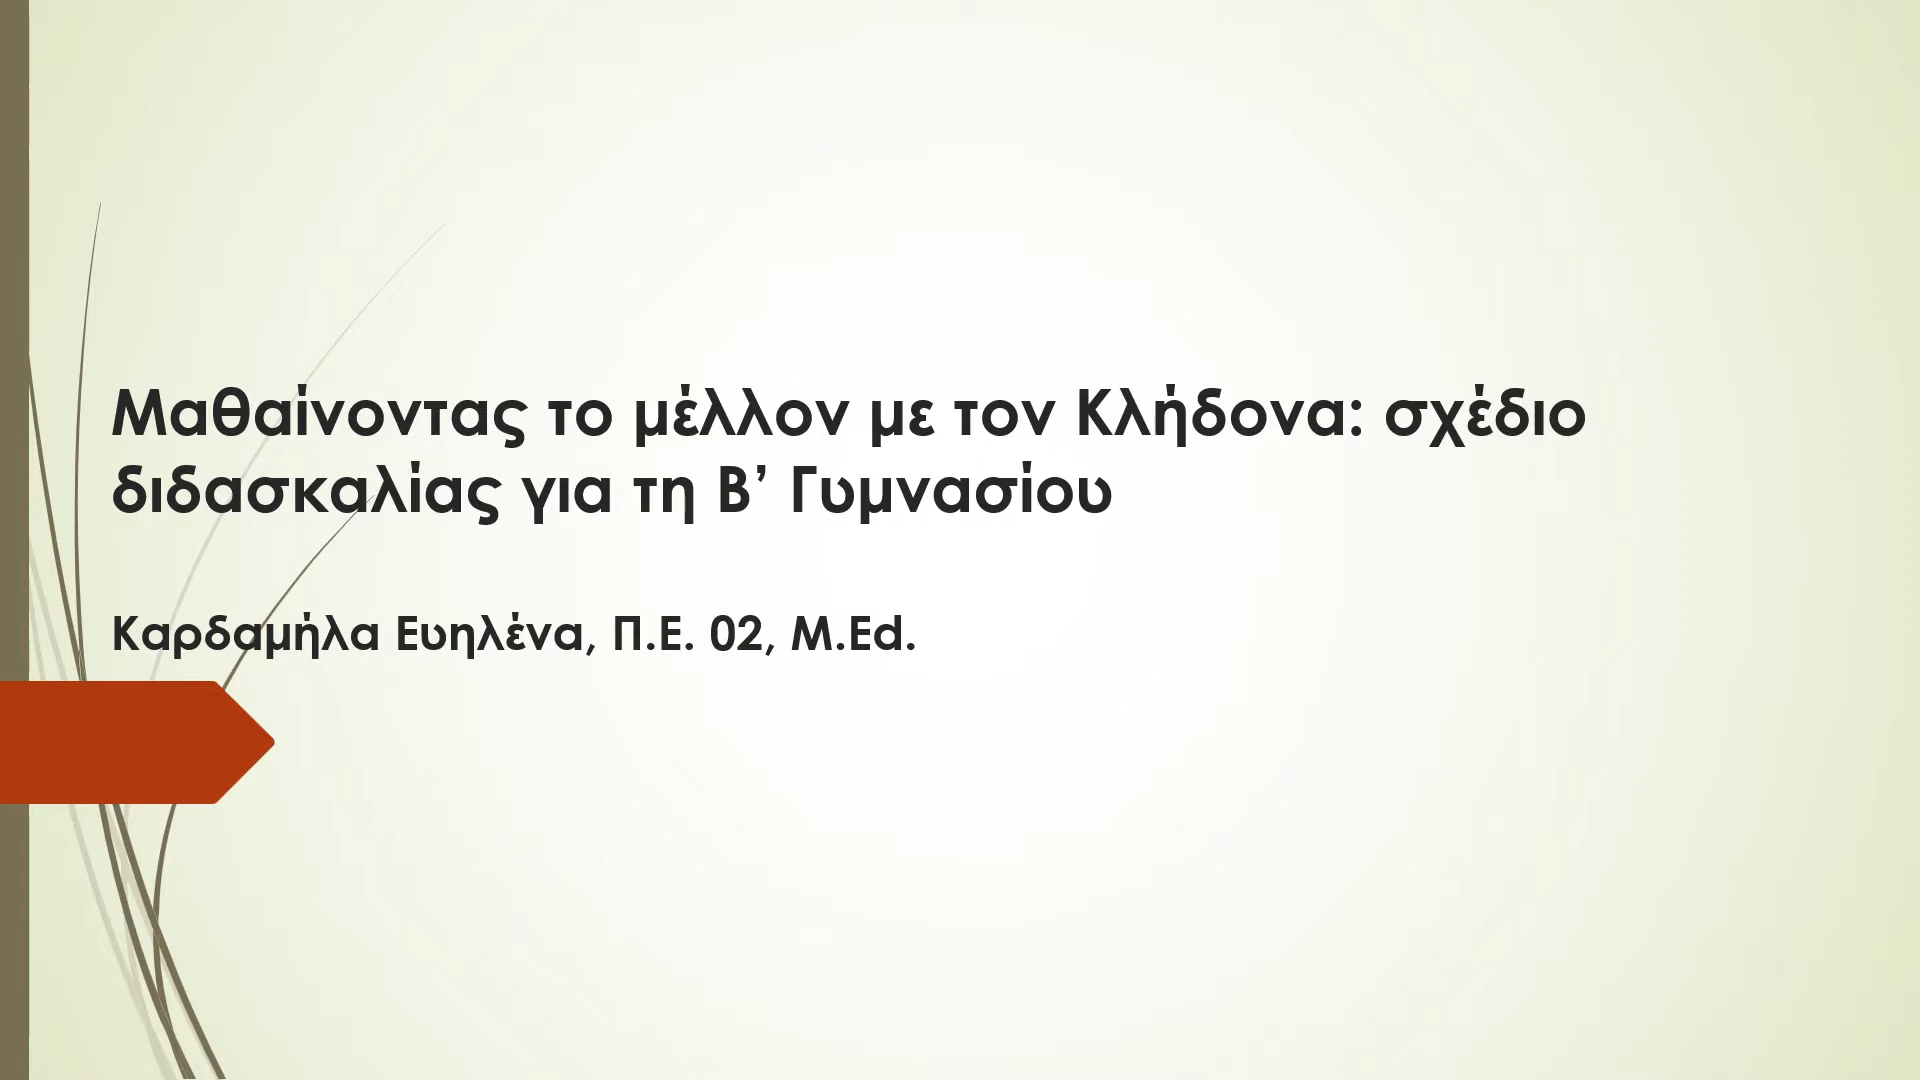 Μαθαίνοντας το μέλλον με τον Κλήδονα: σχέδιο
διδασκαλίας για τη Β’ Γυμνασίου
Καρδαμήλα Ευηλένα, Π.Ε. 02, M.Ed.